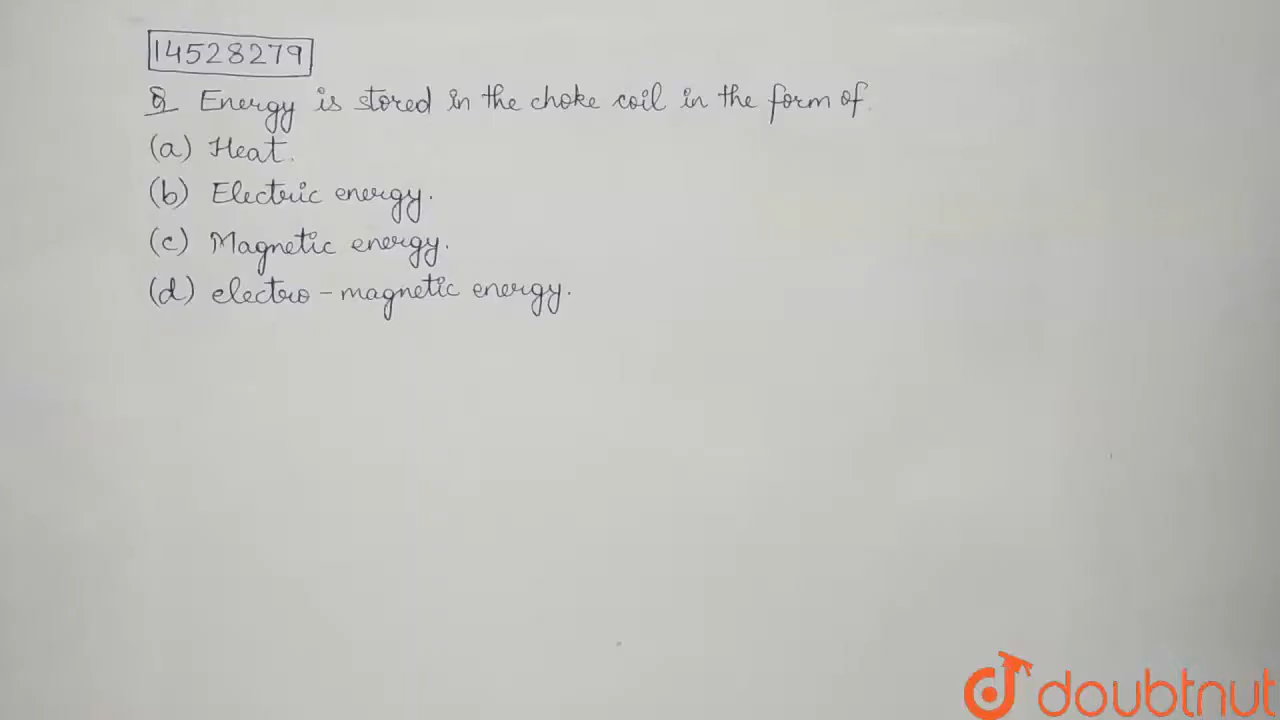 14528279
Q Energy is stored in the choke coil in the form of.
(a) Heat.
(b) Electric energy.
(c) Magnetic energy.
(d) electro-magnetic energy.
doubtnut